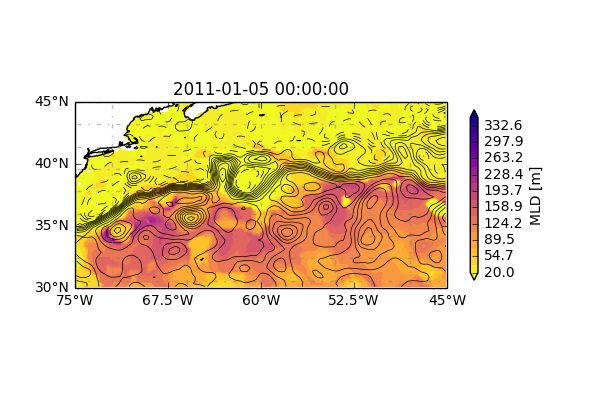 2011-01-05 00:00:00
45°N
40°N
35°N
30°N
75°W
67.5°W
60°W
52.5°W
45°W
332.6
297.9
263.2
228.4
193.7
158.9
124.2
89.5
54.7
20.0
MLD [m]